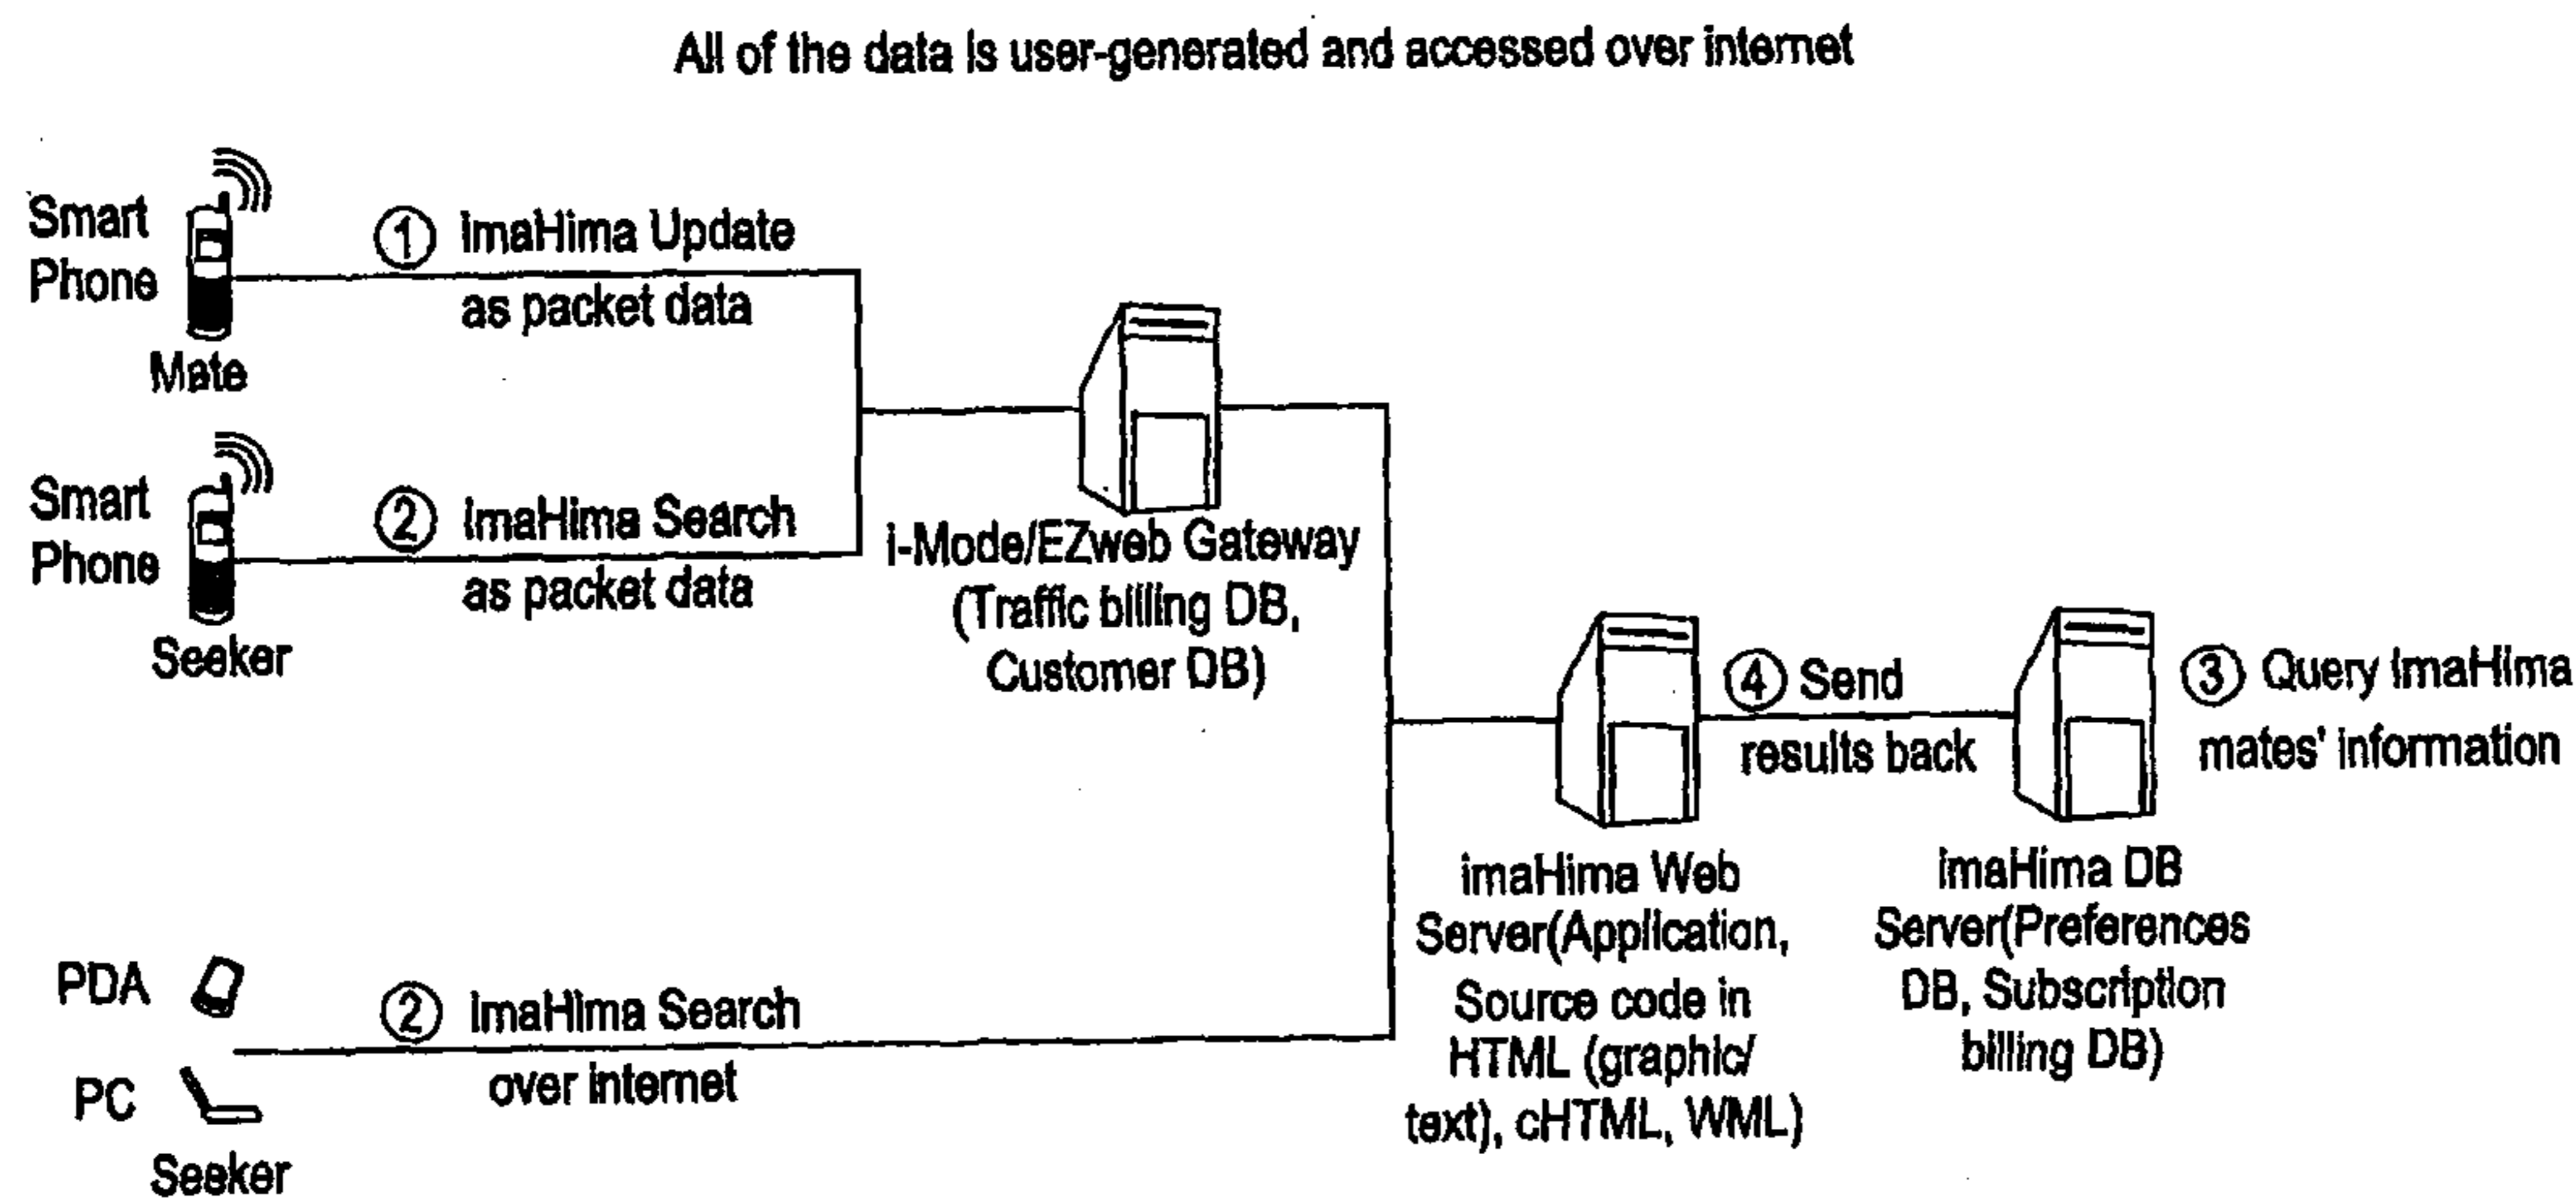 All of the data is user-generated and accessed over internet
Smart
Phone
Mate
① ImaHima Update
as packet data
Smart
Phone
Seeker
② ImaHima Search
as packet data
i-Mode/EZweb Gateway
(Traffic billing DB,
Customer DB)
④ Send
results back
③ Query ImaHima
mates' information
imaHima Web
Server(Application,
Source code in
HTML (graphic/
text), cHTML, WML)
imaHima DB
Server(Preferences
DB, Subscription
billing DB)
PDA
PC
Seeker
② ImaHima Search
over internet